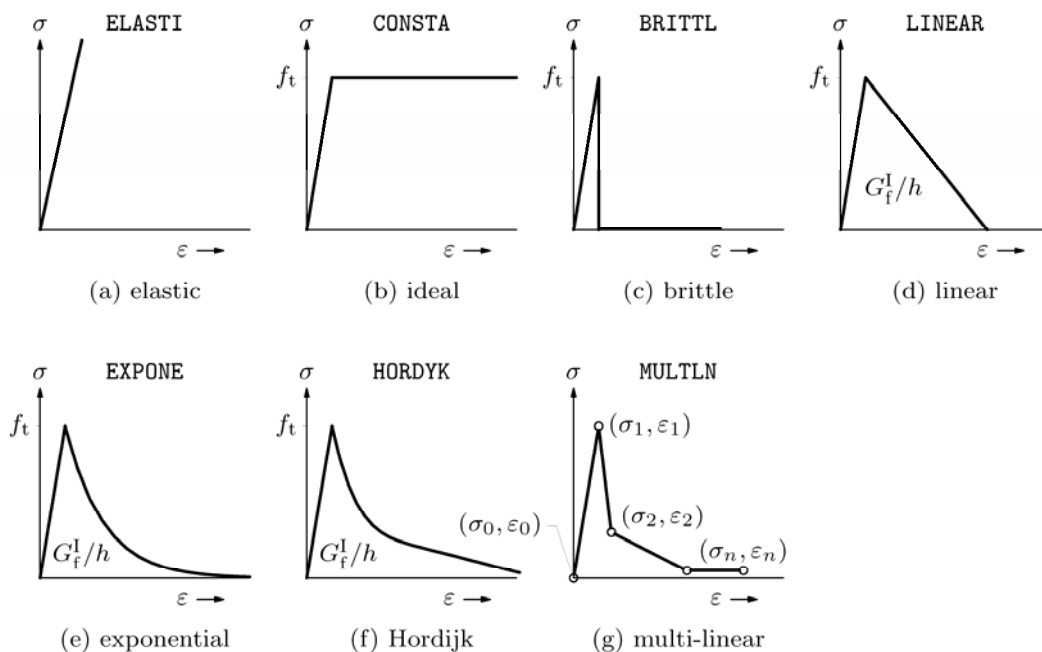 σ ELASTI
ε
(a) elastic
σ CONSTA
f_t
ε
(b) ideal
σ BRITTL
f_t
ε
(c) brittle
σ LINEAR
f_t
G_f^I/h
ε
(d) linear
σ EXPONE
f_t
G_f^I/h
ε
(e) exponential
σ HORDYK
f_t
G_f^I/h
ε
(f) Hordijk
σ MULTLN
(σ_1, ε_1)
(σ_0, ε_0)
(σ_2, ε_2)
(σ_n, ε_n)
ε
(g) multi-linear